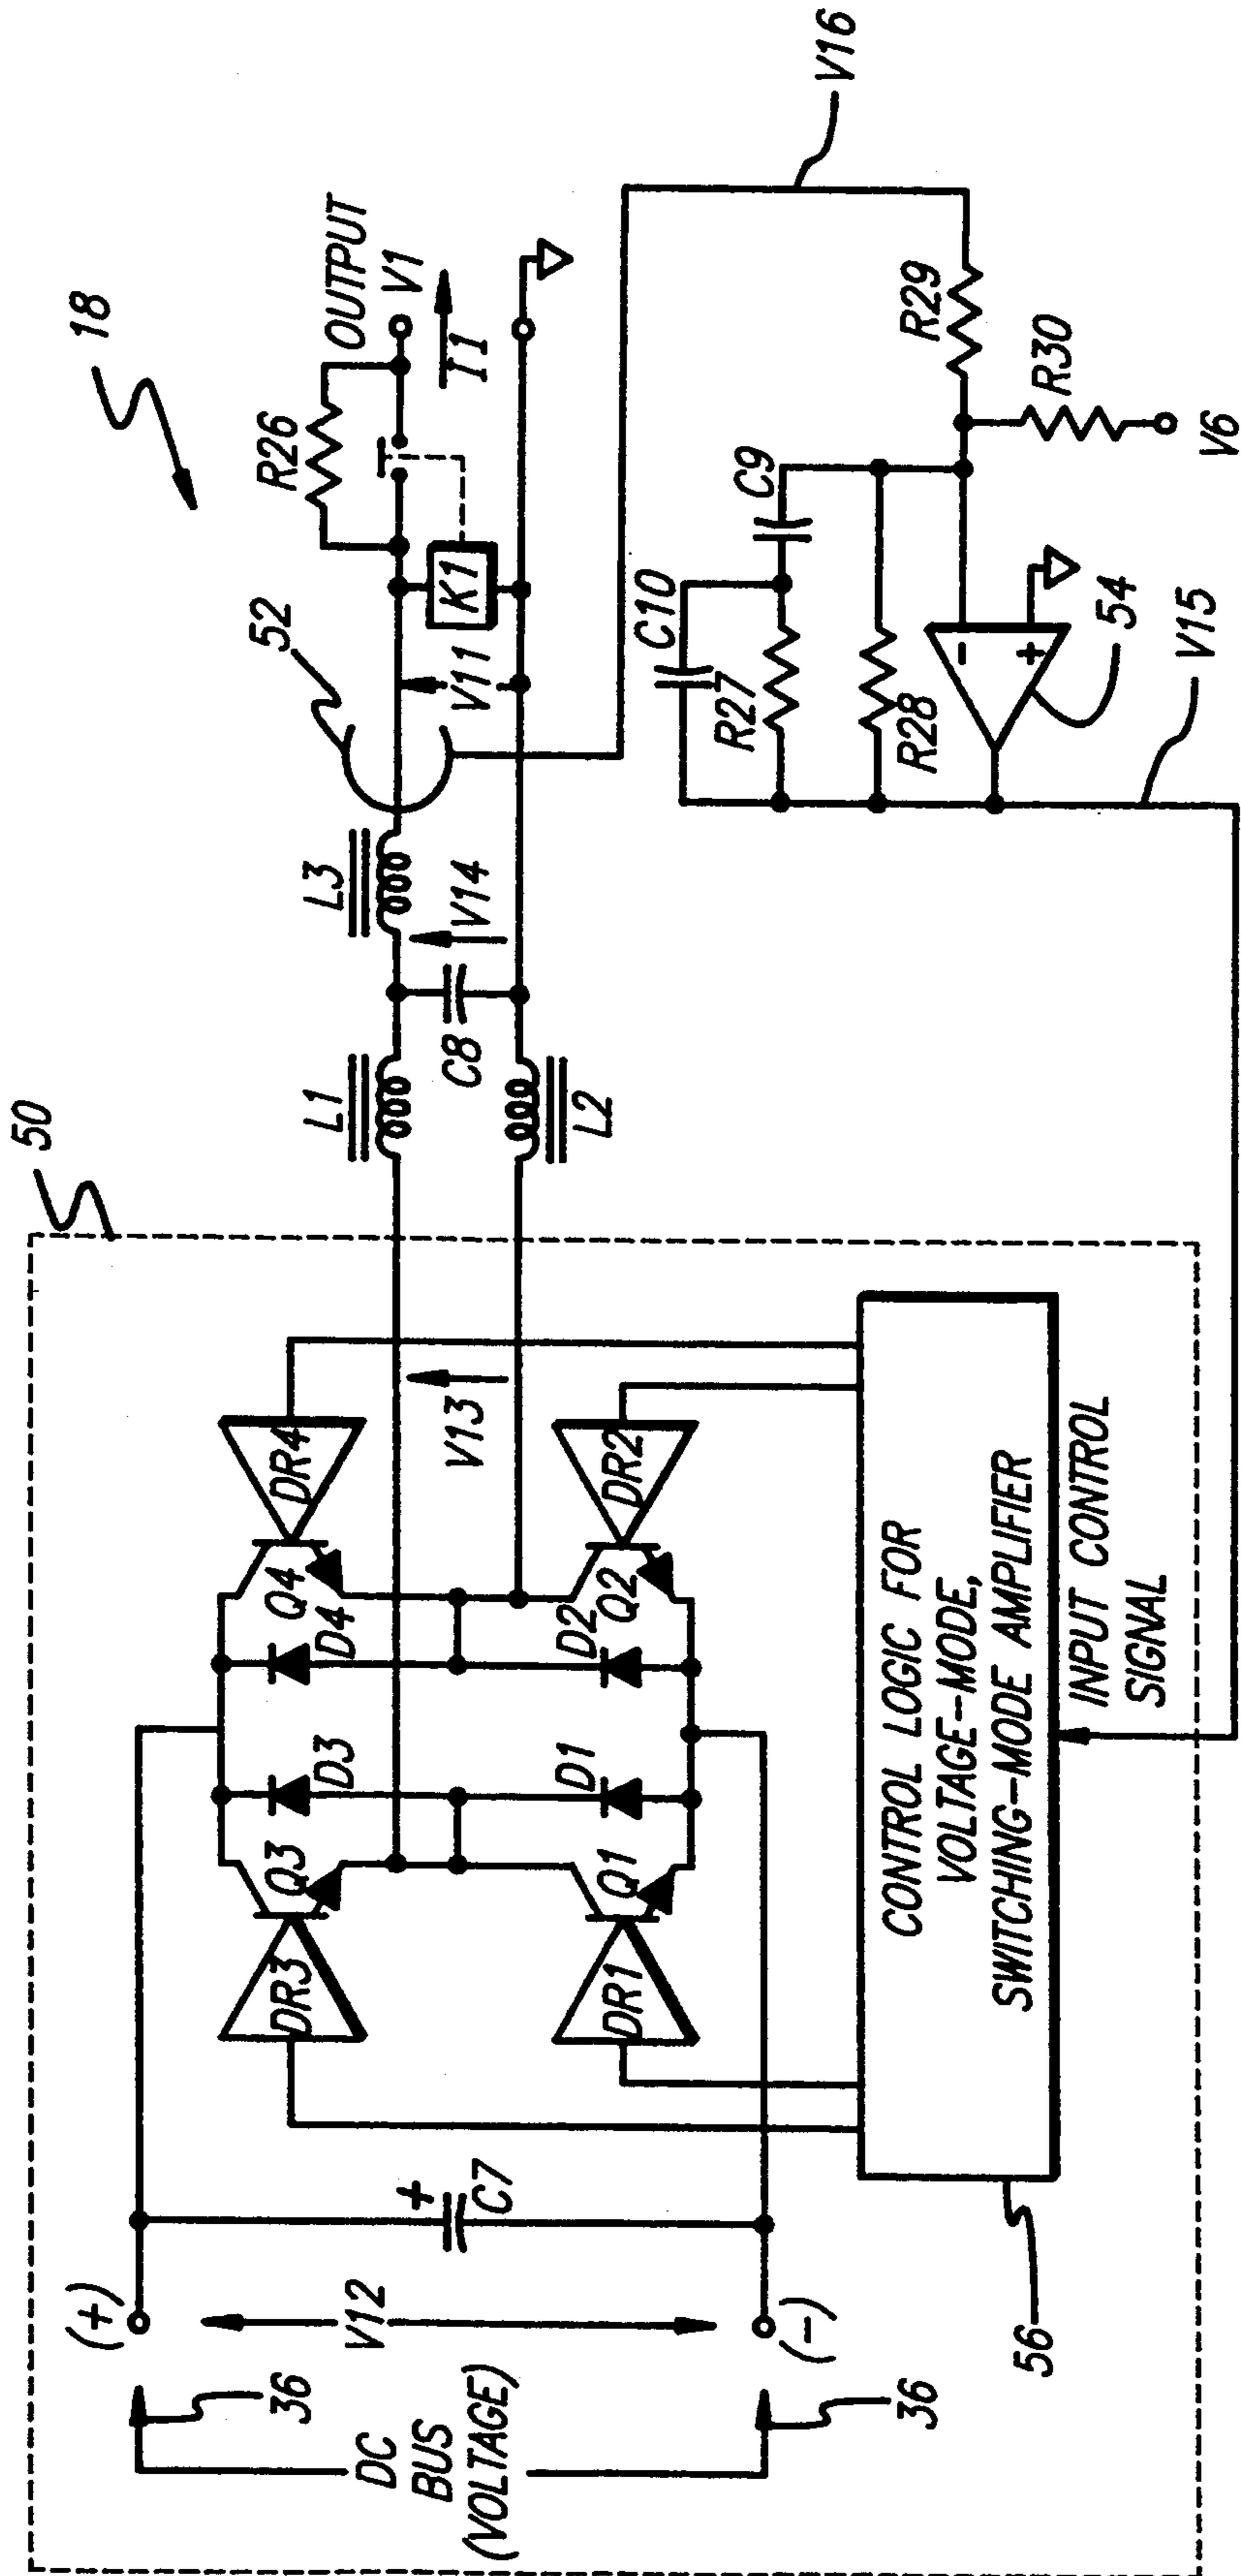 50
18
(+)
36
DC
BUS
(VOLTAGE)
V12
36
(-)
C7
+
56
DR3
Q3
D3
D4
Q4
DR4
DR1
Q1
D1
D2
Q2
DR2
V13
CONTROL LOGIC FOR
VOLTAGE-MODE,
SWITCHING-MODE AMPLIFIER
INPUT CONTROL
SIGNAL
L1
L2
C8
V14
L3
52
V11
K1
R26
OUTPUT
V1
I1
V16
C10
R27
C9
R28
R29
R30
V6
-
+
54
V15